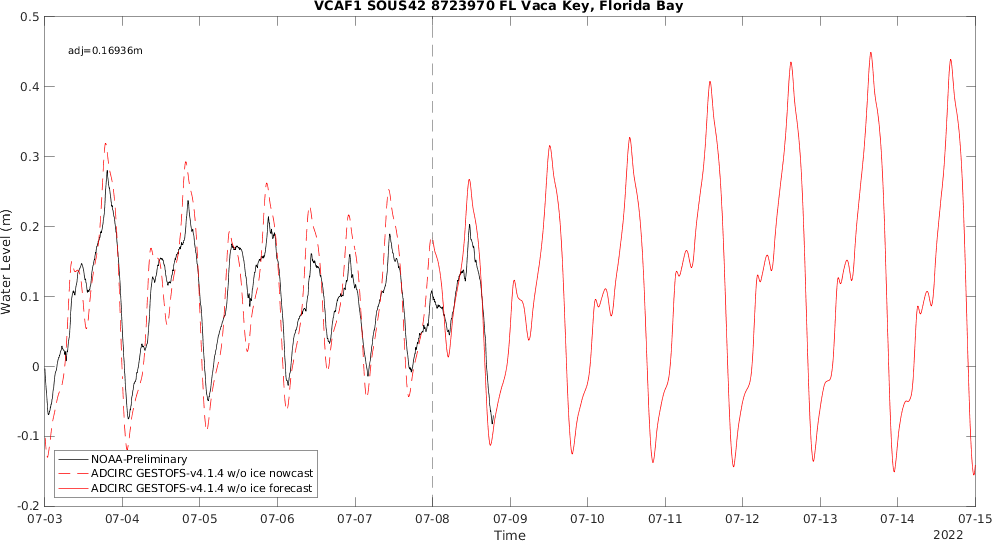 VCAF1 SOUS42 8723970 FL Vaca Key, Florida Bay
adj=0.16936m
0.5
0.4
0.3
0.2
0.1
0
-0.1
-0.2
Water Level (m)
NOAA-Preliminary
ADCIRC GESTOFS-v4.1.4 w/o ice nowcast
ADCIRC GESTOFS-v4.1.4 w/o ice forecast
07-03 07-04 07-05 07-06 07-07 07-08 07-09 07-10 07-11 07-12 07-13 07-14 07-15
Time
2022